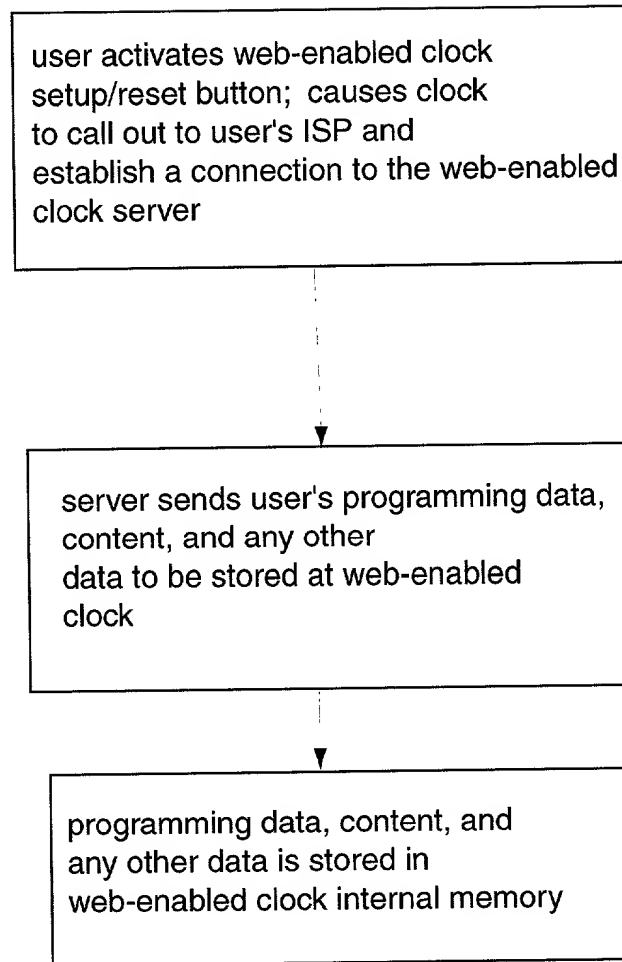 user activates web-enabled clock
setup/reset button; causes clock
to call out to user's ISP and
establish a connection to the web-enabled
clock server
server sends user's programming data,
content, and any other
data to be stored at web-enabled
clock
programming data, content, and
any other data is stored in
web-enabled clock internal memory